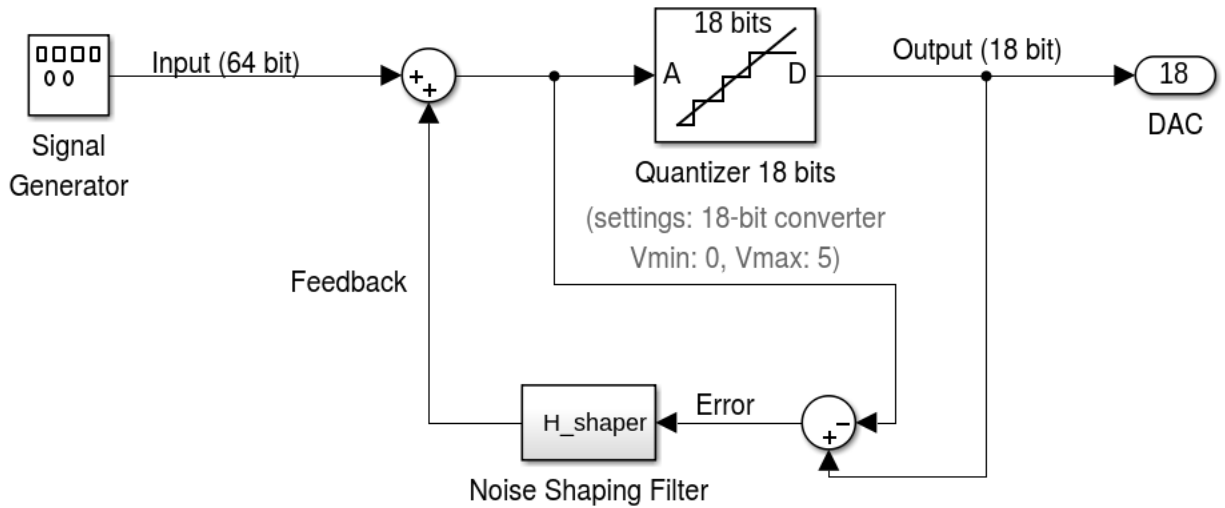 18 bits
Output (18 bit)
Input (64 bit)
+
+
A
D
18
DAC
Signal
Generator
Quantizer 18 bits
(settings: 18-bit converter
Vmin: 0, Vmax: 5)
Feedback
Error
H_shaper
−
+
Noise Shaping Filter